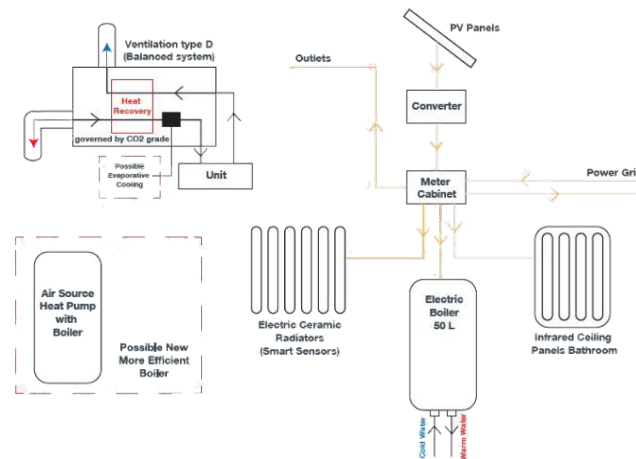 Ventilation type D
(Balanced system)
Heat
Recovery
governed by CO2 grade
Possible
Evaporative
Cooling
Unit
PV Panels
Outlets
Converter
Meter
Cabinet
Power Gri
Air Source
Heat Pump
with
Boiler
Possible New
More Efficient
Boiler
Electric Ceramic
Radiators
(Smart Sensors)
Electric
Boiler
50 L
Infrared Ceiling
Panels Bathroom
Cold Water
Warm Water